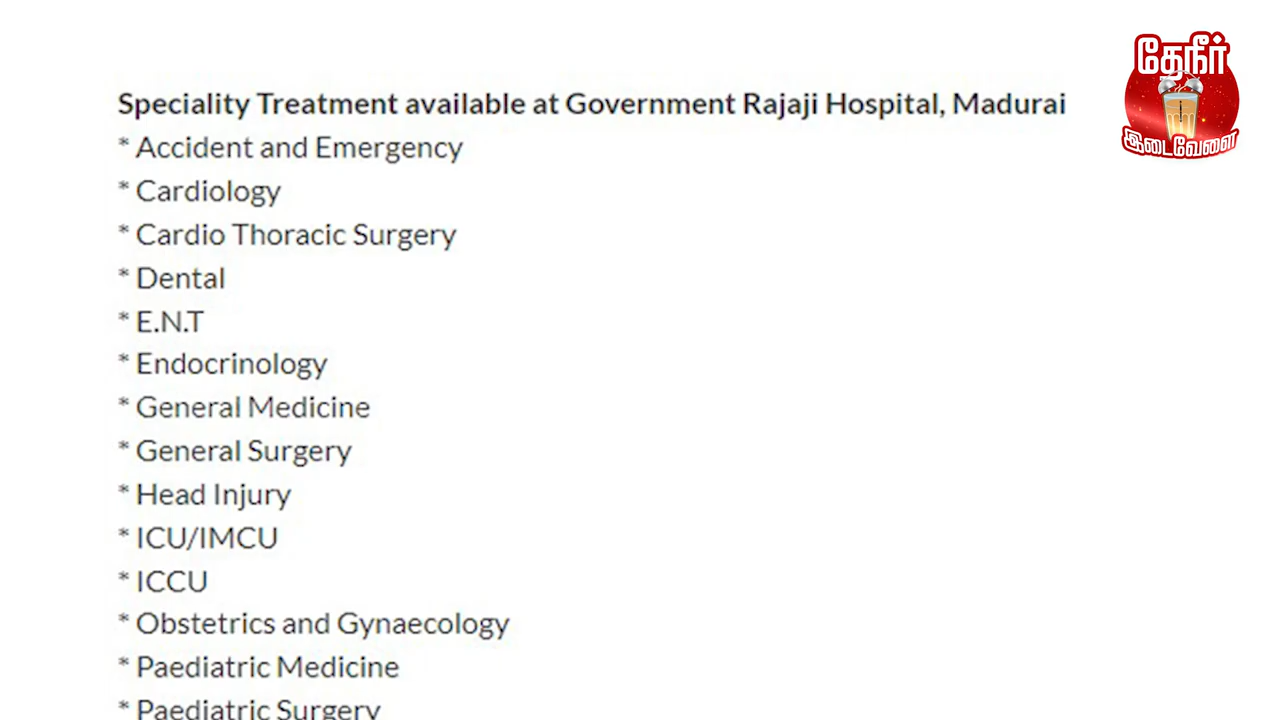 தேநீர்
இடைவேளை
Speciality Treatment available at Government Rajaji Hospital, Madurai
* Accident and Emergency
* Cardiology
* Cardio Thoracic Surgery
* Dental
* E.N.T
* Endocrinology
* General Medicine
* General Surgery
* Head Injury
* ICU/IMCU
* ICCU
* Obstetrics and Gynaecology
* Paediatric Medicine
* Paediatric Surgery